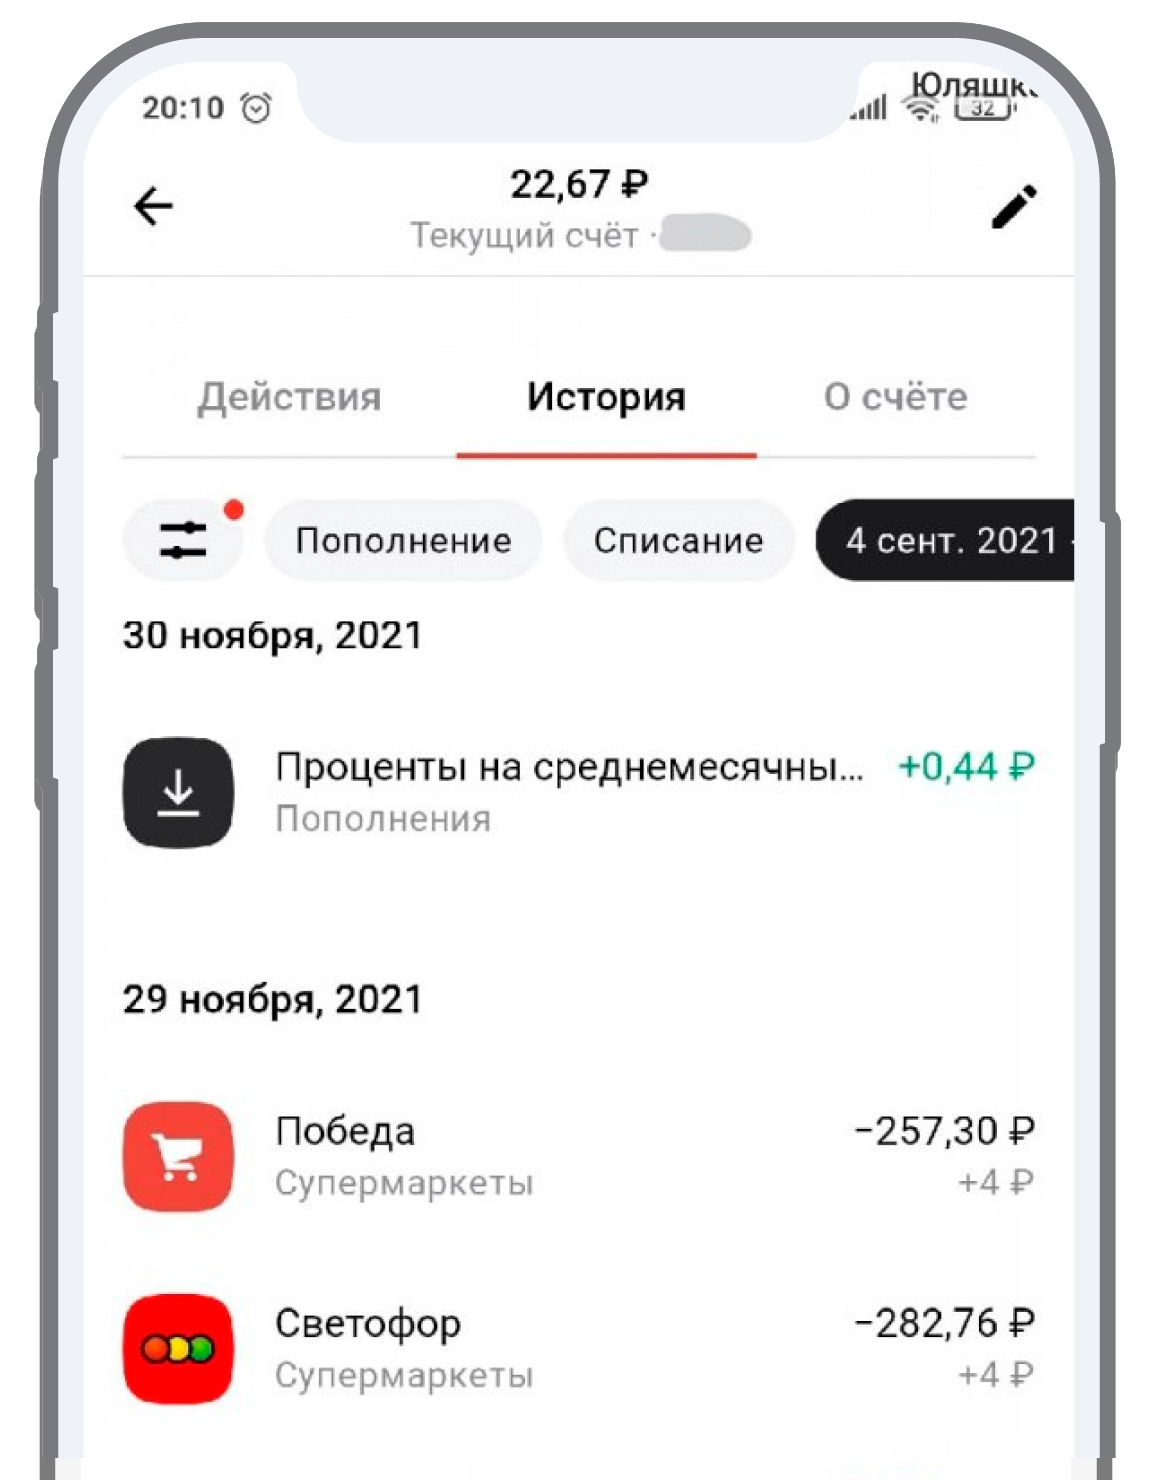 Юляшк
20:10
32
22,67 ₽
Текущий счёт ·
Действия История О счёте
Пополнение Списание 4 сент. 2021 -
30 ноября, 2021
Проценты на среднемесячны... +0,44 ₽
Пополнения
29 ноября, 2021
Победа −257,30 ₽
Супермаркеты +4 ₽
Светофор −282,76 ₽
Супермаркеты +4 ₽